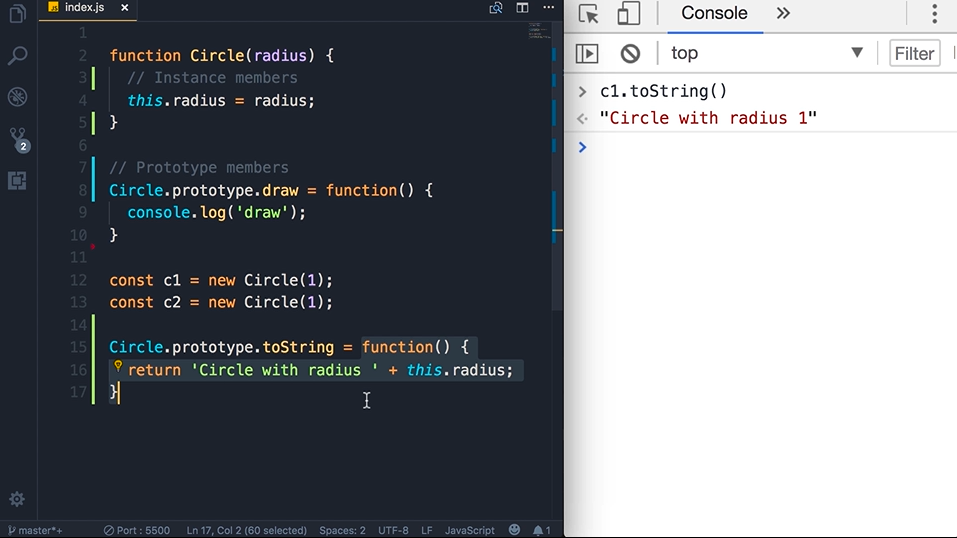 index.js
1
2 function Circle(radius) {
3 // Instance members
4 this.radius = radius;
5 }
6
7 // Prototype members
8 Circle.prototype.draw = function() {
9 console.log('draw');
10 }
11
12 const c1 = new Circle(1);
13 const c2 = new Circle(1);
14
15 Circle.prototype.toString = function() {
16 return 'Circle with radius ' + this.radius;
17 }
2
master*+ Port : 5500 Ln 17, Col 2 (60 selected) Spaces: 2 UTF-8 LF JavaScript 1
Console
top Filter
c1.toString()
"Circle with radius 1"